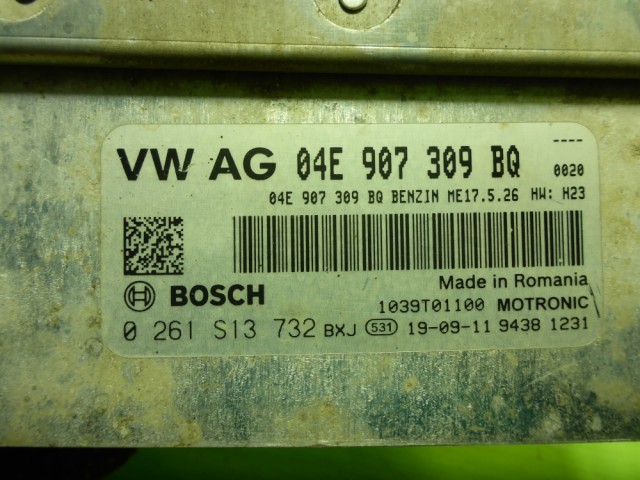 ----
VW AG 04E 907 309 BQ 0020
04E 907 309 BQ BENZIN ME17.5.26 HW: H23
Made in Romania
BOSCH 1039T01100 MOTRONIC
0 261 S13 732 BXJ 531 19-09-11 9438 1231